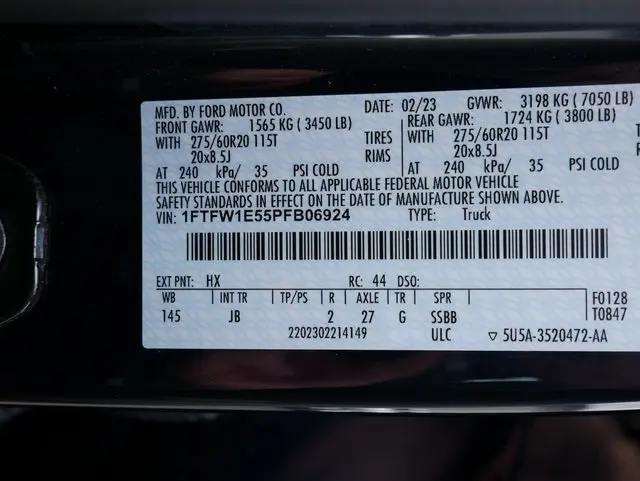 MFD. BY FORD MOTOR CO. DATE: 02/23 GVWR: 3198 KG ( 7050 LB)
FRONT GAWR: 1565 KG ( 3450 LB) REAR GAWR: 1724 KG ( 3800 LB)
WITH 275/60R20 115T TIRES WITH 275/60R20 115T
20x8.5J RIMS 20x8.5J
AT 240 kPa/ 35 PSI COLD AT 240 kPa/ 35 PSI COLD
THIS VEHICLE CONFORMS TO ALL APPLICABLE FEDERAL MOTOR VEHICLE
SAFETY STANDARDS IN EFFECT ON THE DATE OF MANUFACTURE SHOWN ABOVE.
VIN: 1FTFW1E55PFB06924 TYPE: Truck
EXT PNT: HX RC: 44 DSO:
WB INT TR TP/PS R AXLE TR SPR F0128
145 JB 2 27 G SSBB T0847
2202302214149 ULC ▽ 5U5A-3520472-AA